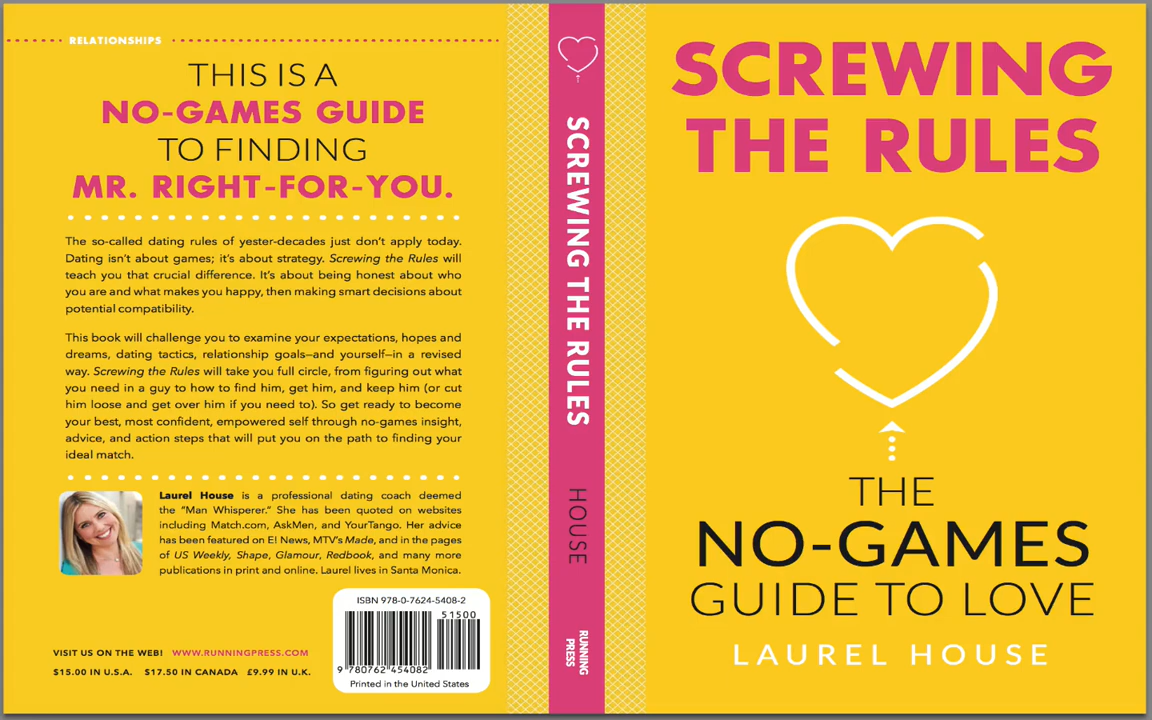 RELATIONSHIPS
THIS IS A
NO-GAMES GUIDE
TO FINDING
MR. RIGHT-FOR-YOU.
The so-called dating rules of yester-decades just don't apply today.
Dating isn't about games; it's about strategy. Screwing the Rules will
teach you that crucial difference. It's about being honest about who
you are and what makes you happy, then making smart decisions about
potential compatibility.
This book will challenge you to examine your expectations, hopes and
dreams, dating tactics, relationship goals—and yourself—in a revised
way. Screwing the Rules will take you full circle, from figuring out what
you need in a guy to how to find him, get him, and keep him (or cut
him loose and get over him if you need to). So get ready to become
your best, most confident, empowered self through no-games insight,
advice, and action steps that will put you on the path to finding your
ideal match.
Laurel House is a professional dating coach deemed
the "Man Whisperer." She has been quoted on websites
including Match.com, AskMen, and YourTango. Her advice
has been featured on E! News, MTV's Made, and in the pages
of US Weekly, Shape, Glamour, Redbook, and many more
publications in print and online. Laurel lives in Santa Monica.
ISBN 978-0-7624-5408-2
51500
9 780762 454082
Printed in the United States
VISIT US ON THE WEB! WWW.RUNNINGPRESS.COM
$15.00 IN U.S.A. $17.50 IN CANADA £9.99 IN U.K.
SCREWING THE RULES
HOUSE
RUNNING
PRESS
SCREWING
THE RULES
THE
NO-GAMES
GUIDE TO LOVE
LAUREL HOUSE